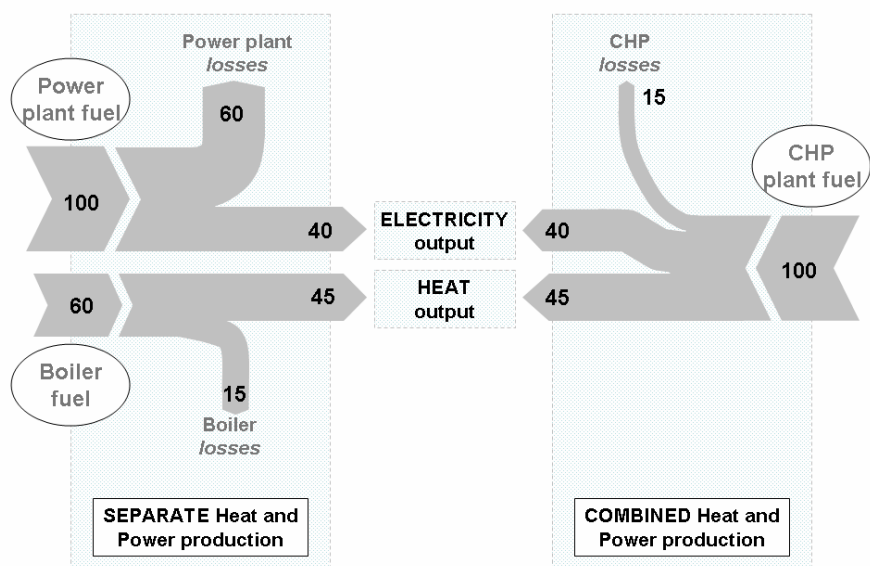 Power plant
losses
Power
plant fuel
60
100
40
60
45
15
Boiler
fuel
Boiler
losses
SEPARATE Heat and
Power production
ELECTRICITY
output
HEAT
output
CHP
losses
15
CHP
plant fuel
40
100
45
COMBINED Heat and
Power production